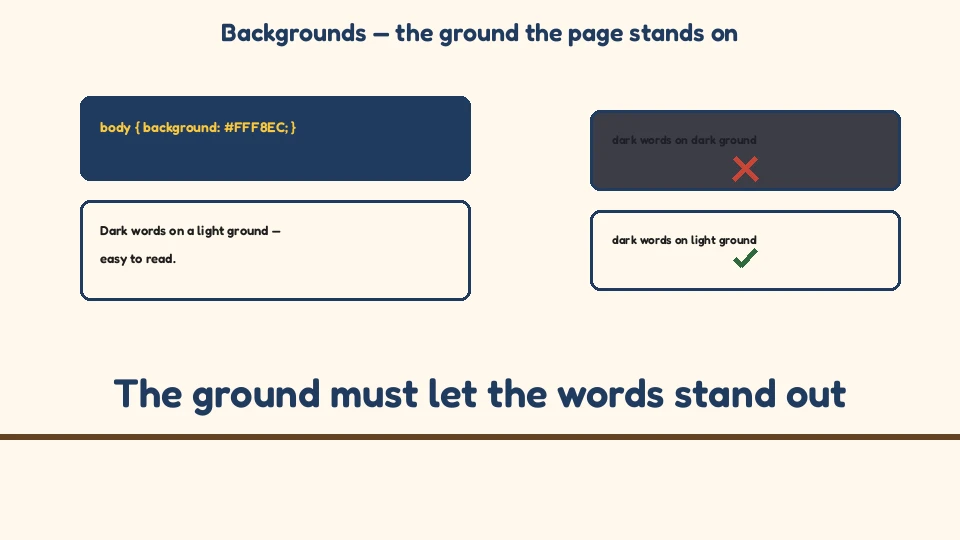 Backgrounds — the ground the page stands on
body { background: #FFF8EC; }
Dark words on a light ground —
easy to read.
dark words on dark ground
dark words on light ground
The ground must let the words stand out